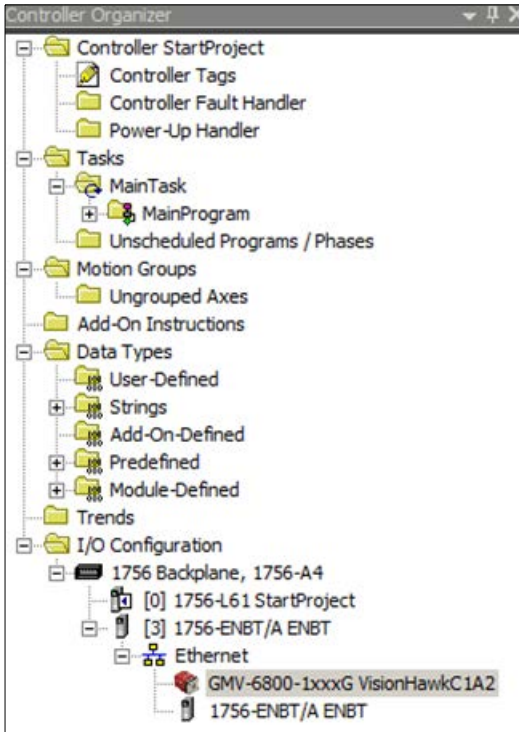 Controller Organizer
Controller StartProject
Controller Tags
Controller Fault Handler
Power-Up Handler
Tasks
MainTask
MainProgram
Unscheduled Programs / Phases
Motion Groups
Ungrouped Axes
Add-On Instructions
Data Types
User-Defined
Strings
Add-On-Defined
Predefined
Module-Defined
Trends
I/O Configuration
1756 Backplane, 1756-A4
[0] 1756-L61 StartProject
[3] 1756-ENBT/A ENBT
Ethernet
GMV-6800-1xxxG VisionHawkC1A2
1756-ENBT/A ENBT